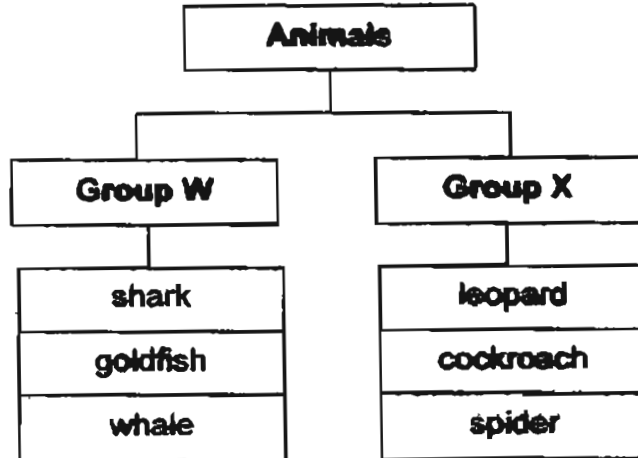 Animals
Group W
Group X
shark
goldfish
whale
leopard
cockroach
spider